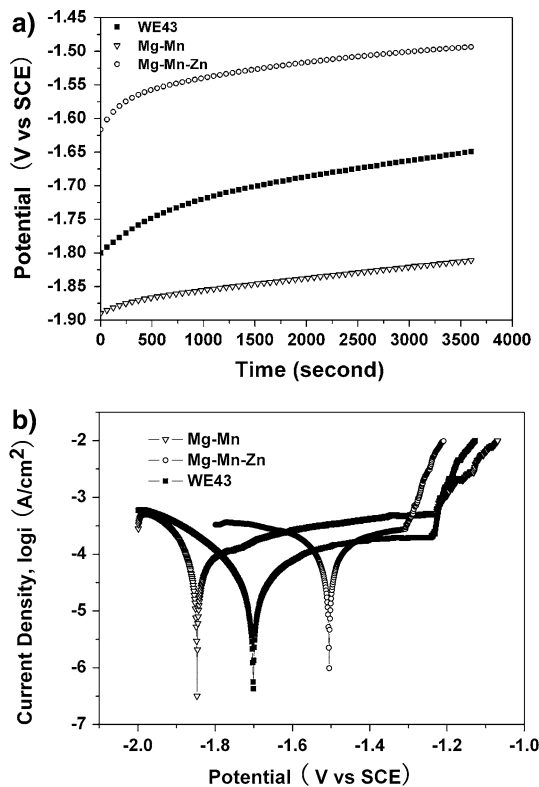 a)
WE43
Mg-Mn
Mg-Mn-Zn
-1.45
-1.50
-1.55
-1.60
-1.65
-1.70
-1.75
-1.80
-1.85
-1.90
Potential (V vs SCE)
0 500 1000 1500 2000 2500 3000 3500 4000
Time (second)
b)
Mg-Mn
Mg-Mn-Zn
WE43
-2
-3
-4
-5
-6
-7
Current Density, logi (A/cm²)
-2.0 -1.8 -1.6 -1.4 -1.2 -1.0
Potential ( V vs SCE)